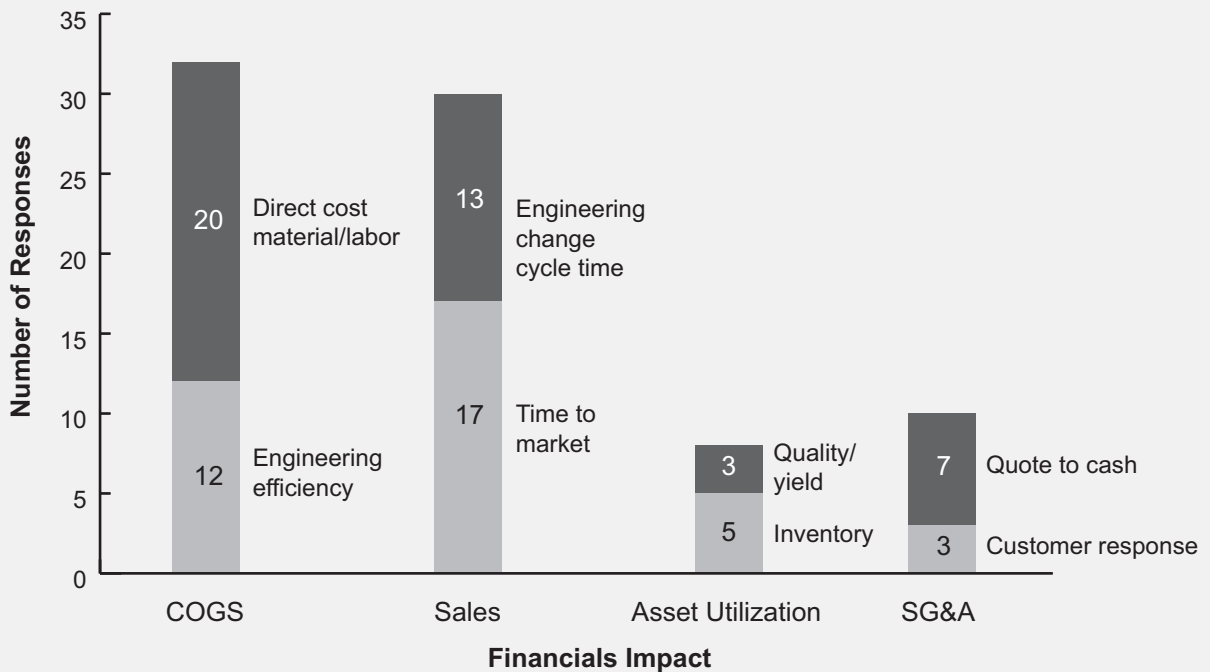 35
30
25
20
15
10
5
0
Number of Responses
20
Direct cost
material/labor
12
Engineering
efficiency
13
Engineering
change
cycle time
17
Time to
market
3
Quality/
yield
5
Inventory
7
Quote to cash
3
Customer response
COGS
Sales
Asset Utilization
SG&A
Financials Impact